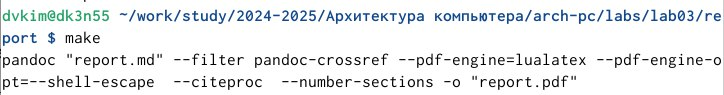 dvkim@dk3n55 ~/work/study/2024-2025/Архитектура компьютера/arch-pc/labs/lab03/re
port $ make
pandoc "report.md" --filter pandoc-crossref --pdf-engine=lualatex --pdf-engine-o
pt=--shell-escape  --citeproc  --number-sections -o "report.pdf"